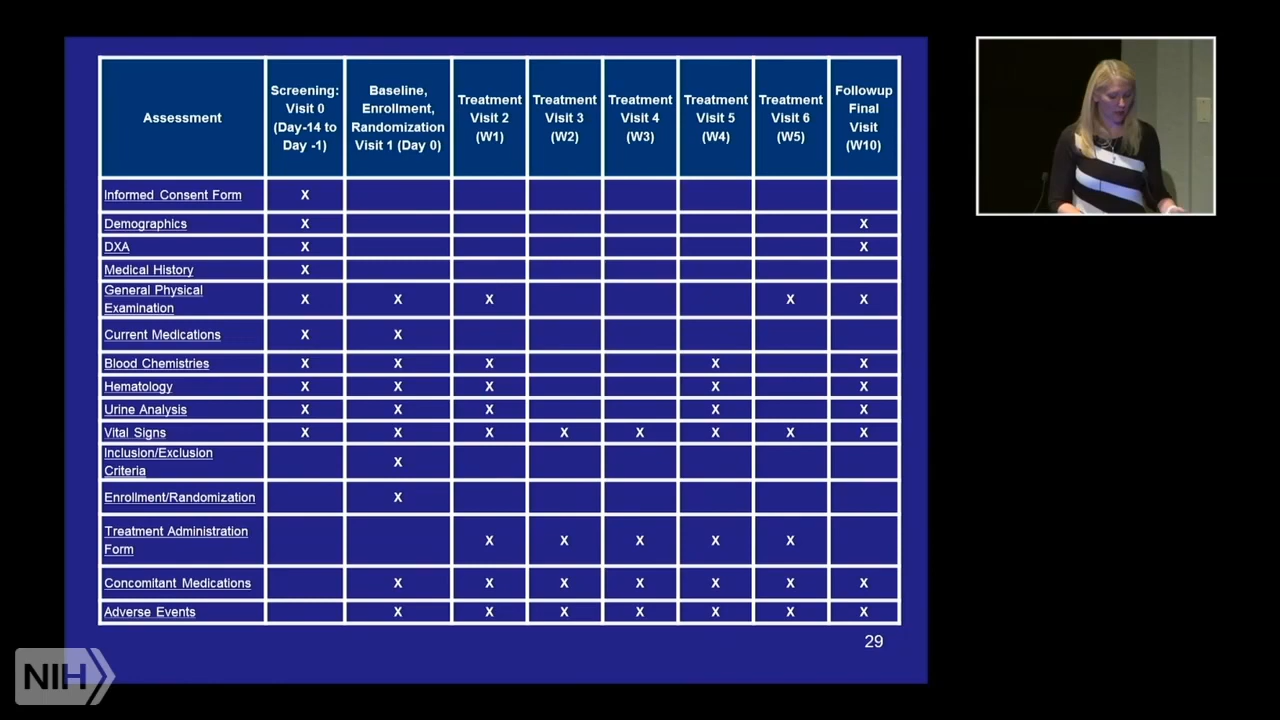 Assessment
Screening:
Visit 0
(Day-14 to
Day -1)
Baseline,
Enrollment,
Randomization
Visit 1 (Day 0)
Treatment
Visit 2
(W1)
Treatment
Visit 3
(W2)
Treatment
Visit 4
(W3)
Treatment
Visit 5
(W4)
Treatment
Visit 6
(W5)
Followup
Final
Visit
(W10)
Informed Consent Form X
Demographics X X
DXA X X
Medical History X
General Physical
Examination X X X X X
Current Medications X X
Blood Chemistries X X X X X
Hematology X X X X X
Urine Analysis X X X X X
Vital Signs X X X X X X X X
Inclusion/Exclusion
Criteria X
Enrollment/Randomization X
Treatment Administration
Form X X X X X
Concomitant Medications X X X X X X X
Adverse Events X X X X X X X
29
NIH